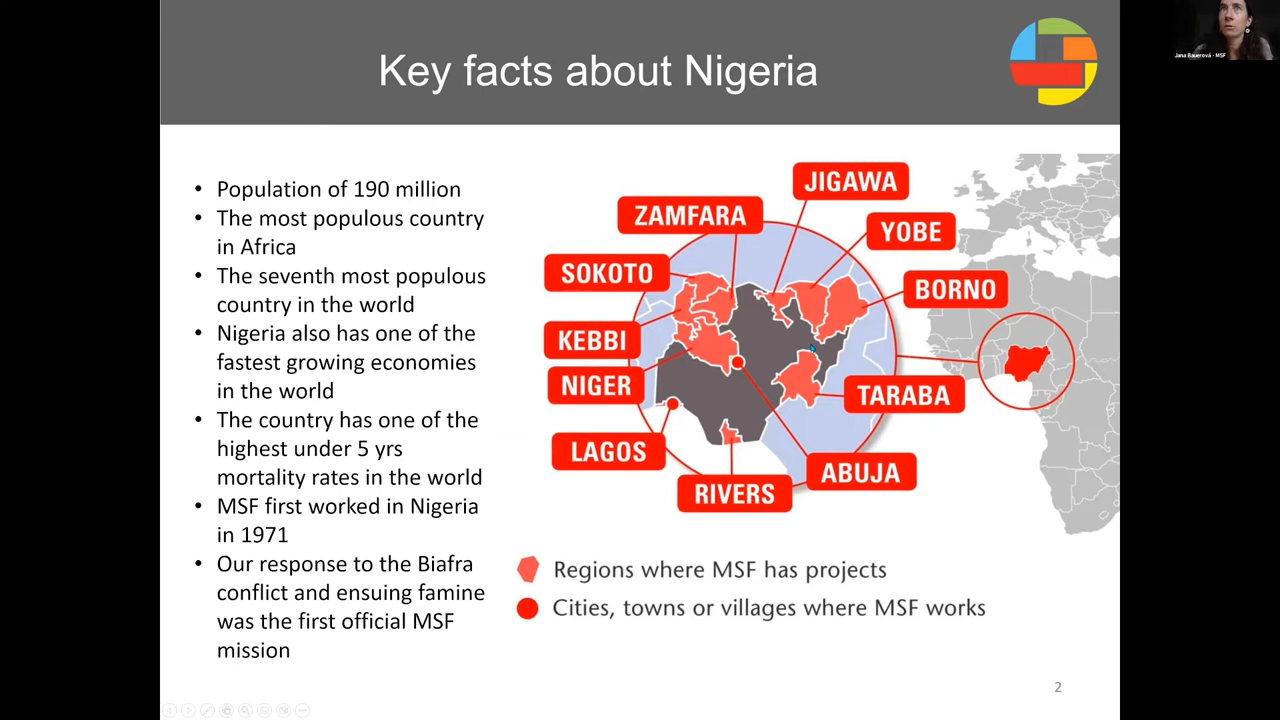 Key facts about Nigeria
Jana Bauerová - MSF
• Population of 190 million
• The most populous country
in Africa
• The seventh most populous
country in the world
• Nigeria also has one of the
fastest growing economies
in the world
• The country has one of the
highest under 5 yrs
mortality rates in the world
• MSF first worked in Nigeria
in 1971
• Our response to the Biafra
conflict and ensuing famine
was the first official MSF
mission
JIGAWA
ZAMFARA
YOBE
SOKOTO
BORNO
KEBBI
NIGER
TARABA
LAGOS
ABUJA
RIVERS
Regions where MSF has projects
Cities, towns or villages where MSF works
2